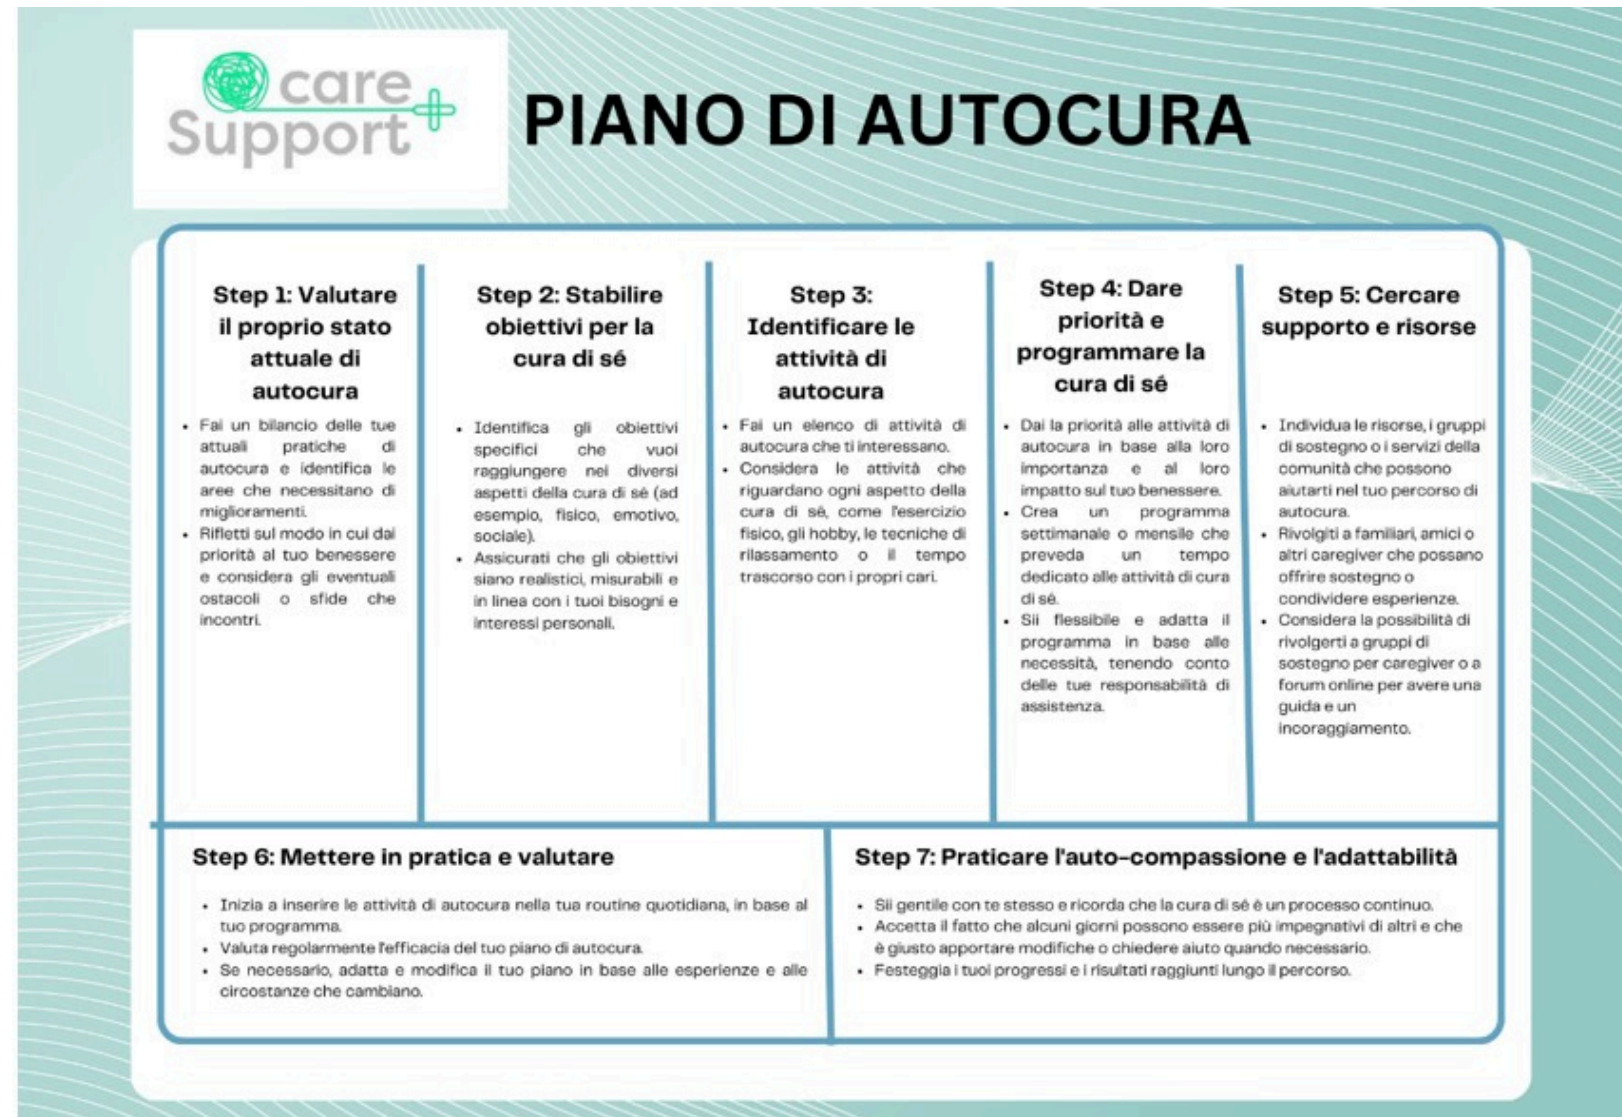 care
Support
PIANO DI AUTOCURA
Step 1: Valutare
il proprio stato
attuale di
autocura
• Fai un bilancio delle tue
attuali pratiche di
autocura e identifica le
aree che necessitano di
miglioramenti.
• Rifletti sul modo in cui dai
priorità al tuo benessere
e considera gli eventuali
ostacoli o sfide che
incontri.
Step 2: Stabilire
obiettivi per la
cura di sé
• Identifica gli obiettivi
specifici che vuoi
raggiungere nei diversi
aspetti della cura di sé (ad
esempio, fisico, emotivo,
sociale).
• Assicurati che gli obiettivi
siano realistici, misurabili e
in linea con i tuoi bisogni e
interessi personali.
Step 3:
Identificare le
attività di
autocura
• Fai un elenco di attività di
autocura che ti interessano.
• Considera le attività che
riguardano ogni aspetto della
cura di sé, come l'esercizio
fisico, gli hobby, le tecniche di
rilassamento o il tempo
trascorso con i propri cari.
Step 4: Dare
priorità e
programmare la
cura di sé
• Dai la priorità alle attività di
autocura in base alla loro
importanza e al loro
impatto sul tuo benessere.
• Crea un programma
settimanale o mensile che
preveda un tempo
dedicato alle attività di cura
di sé.
• Sii flessibile e adatta il
programma in base alle
necessità, tenendo conto
delle tue responsabilità di
assistenza.
Step 5: Cercare
supporto e risorse
• Individua le risorse, i gruppi
di sostegno o i servizi della
comunità che possono
aiutarti nel tuo percorso di
autocura.
• Rivolgiti a familiari, amici o
altri caregiver che possano
offrire sostegno o
condividere esperienze.
• Considera la possibilità di
rivolgerti a gruppi di
sostegno per caregiver o a
forum online per avere una
guida e un
incoraggiamento.
Step 6: Mettere in pratica e valutare
• Inizia a inserire le attività di autocura nella tua routine quotidiana, in base al
tuo programma.
• Valuta regolarmente l'efficacia del tuo piano di autocura.
• Se necessario, adatta e modifica il tuo piano in base alle esperienze e alle
circostanze che cambiano.
Step 7: Praticare l'auto-compassione e l'adattabilità
• Sii gentile con te stesso e ricorda che la cura di sé è un processo continuo.
• Accetta il fatto che alcuni giorni possono essere più impegnativi di altri e che
è giusto apportare modifiche o chiedere aiuto quando necessario.
• Festeggia i tuoi progressi e i risultati raggiunti lungo il percorso.